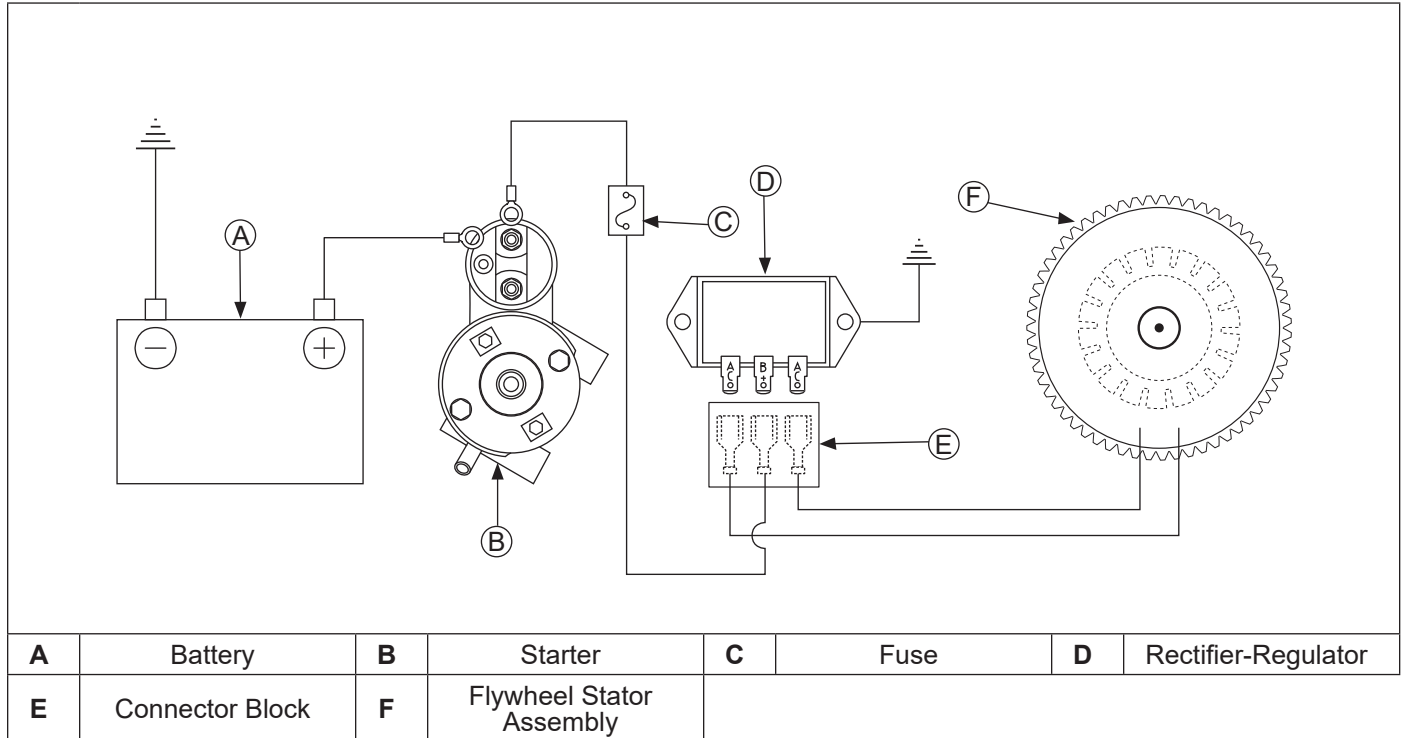 D
F
A
C
− +
AC B+ AC
E
B
A Battery B Starter C Fuse D Rectifier-Regulator
E Connector Block F Flywheel Stator Assembly